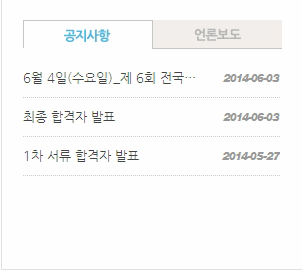 공지사항 언론보도
6월 4일(수요일)_제 6회 전국… 2014-06-03
최종 합격자 발표 2014-06-03
1차 서류 합격자 발표 2014-05-27